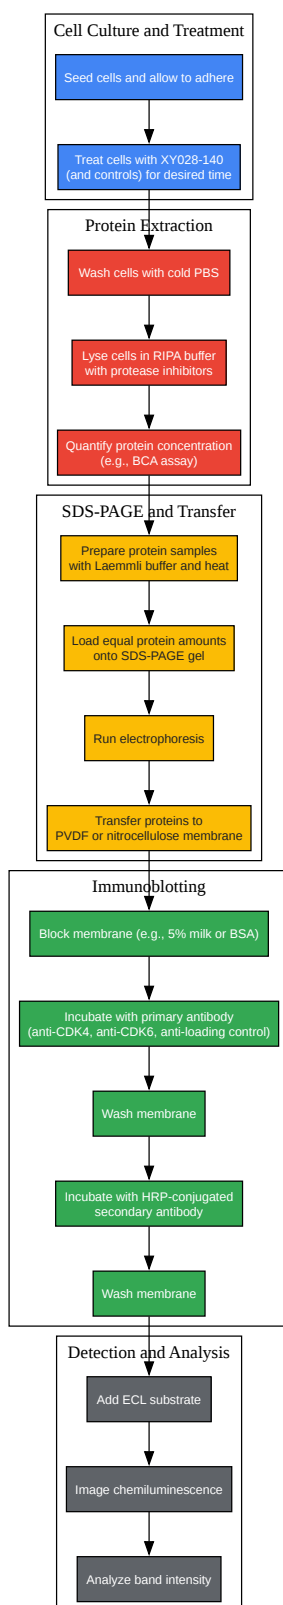 Cell Culture and Treatment
Seed cells and allow to adhere
Treat cells with XY028-140
(and controls) for desired time
Protein Extraction
Wash cells with cold PBS
Lyse cells in RIPA buffer
with protease inhibitors
Quantify protein concentration
(e.g., BCA assay)
SDS-PAGE and Transfer
Prepare protein samples
with Laemmli buffer and heat
Load equal protein amounts
onto SDS-PAGE gel
Run electrophoresis
Transfer proteins to
PVDF or nitrocellulose membrane
Immunoblotting
Block membrane (e.g., 5% milk or BSA)
Incubate with primary antibody
(anti-CDK4, anti-CDK6, anti-loading control)
Wash membrane
Incubate with HRP-conjugated
secondary antibody
Wash membrane
Detection and Analysis
Add ECL substrate
Image chemiluminescence
Analyze band intensity